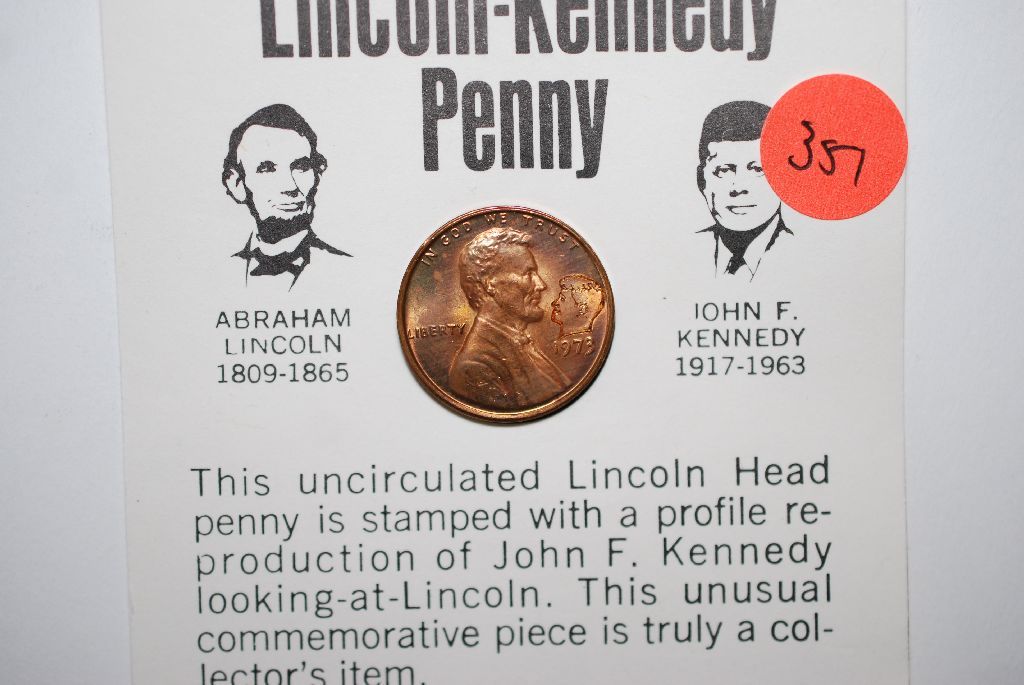 Lincoln-Kennedy
Penny
357
IN GOD WE TRUST
LIBERTY
1973
ABRAHAM
LINCOLN
1809-1865
JOHN F.
KENNEDY
1917-1963
This uncirculated Lincoln Head
penny is stamped with a profile re-
production of John F. Kennedy
looking-at-Lincoln. This unusual
commemorative piece is truly a col-
lector's item.